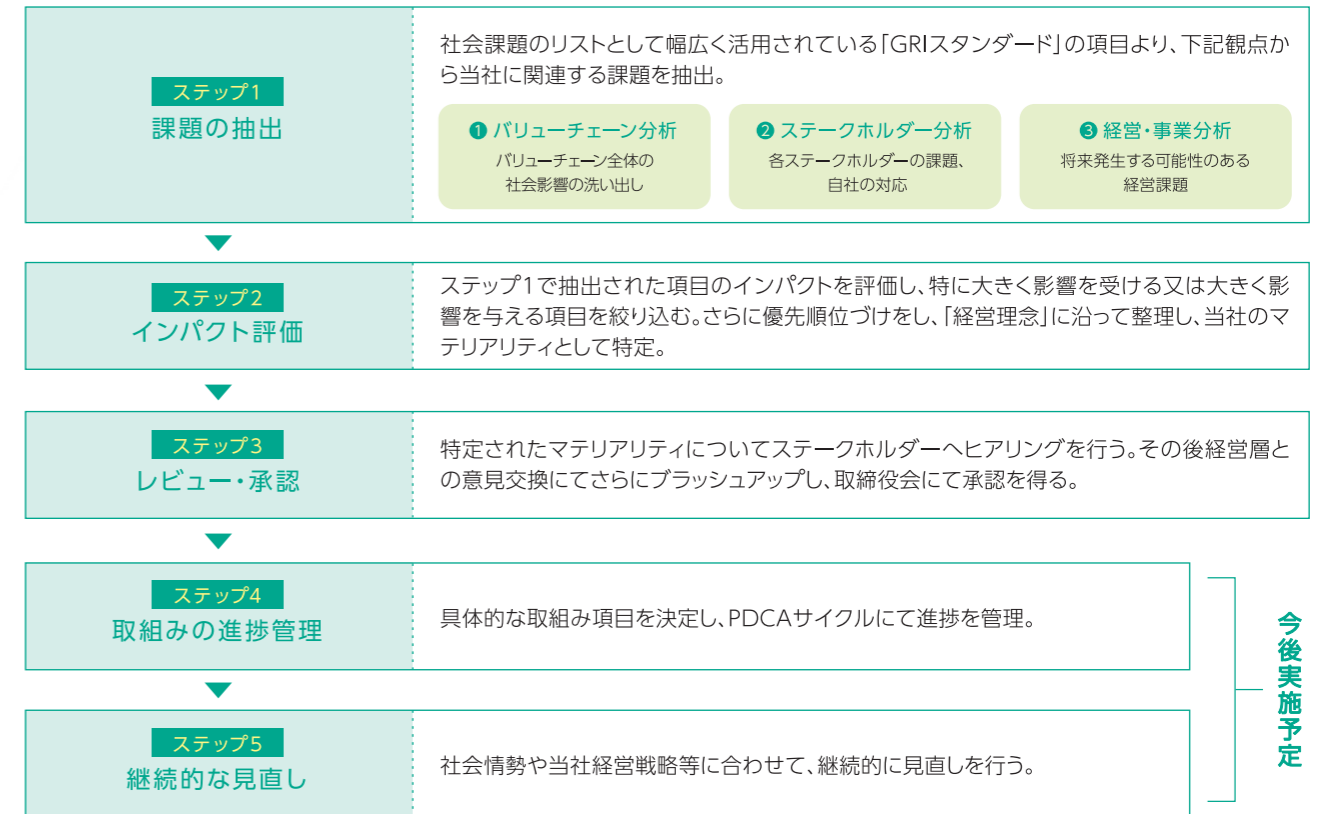 ステップ1
課題の抽出
社会課題のリストとして幅広く活用されている「GRIスタンダード」の項目より、下記観点か
ら当社に関連する課題を抽出。
❶ バリューチェーン分析
バリューチェーン全体の
社会影響の洗い出し
❷ ステークホルダー分析
各ステークホルダーの課題、
自社の対応
❸ 経営・事業分析
将来発生する可能性のある
経営課題
ステップ2
インパクト評価
ステップ1で抽出された項目のインパクトを評価し、特に大きく影響を受ける又は大きく影
響を与える項目を絞り込む。さらに優先順位づけをし、「経営理念」に沿って整理し、当社のマ
テリアリティとして特定。
ステップ3
レビュー・承認
特定されたマテリアリティについてステークホルダーへヒアリングを行う。その後経営層と
の意見交換にてさらにブラッシュアップし、取締役会にて承認を得る。
ステップ4
取組みの進捗管理
具体的な取組み項目を決定し、PDCAサイクルにて進捗を管理。
ステップ5
継続的な見直し
社会情勢や当社経営戦略等に合わせて、継続的に見直しを行う。
今後実施予定